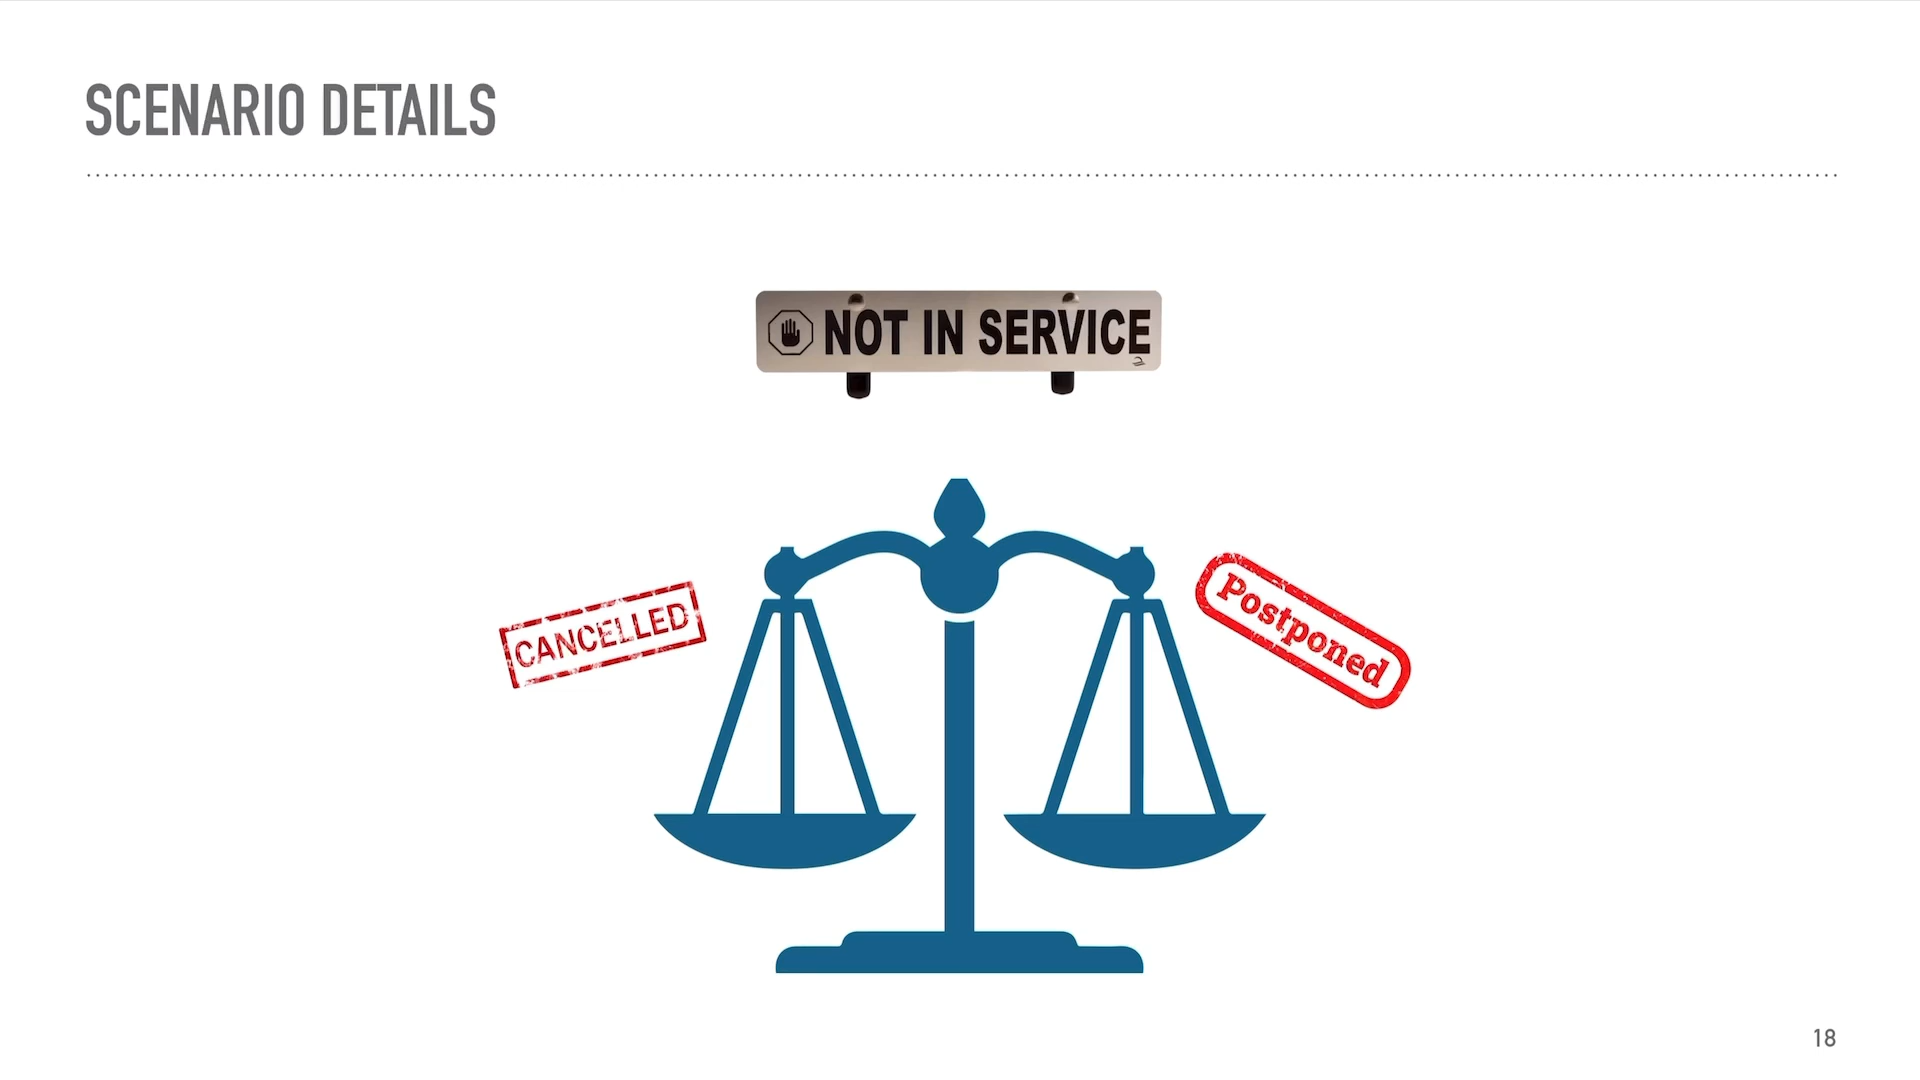 SCENARIO DETAILS
NOT IN SERVICE
CANCELLED
Postponed
18